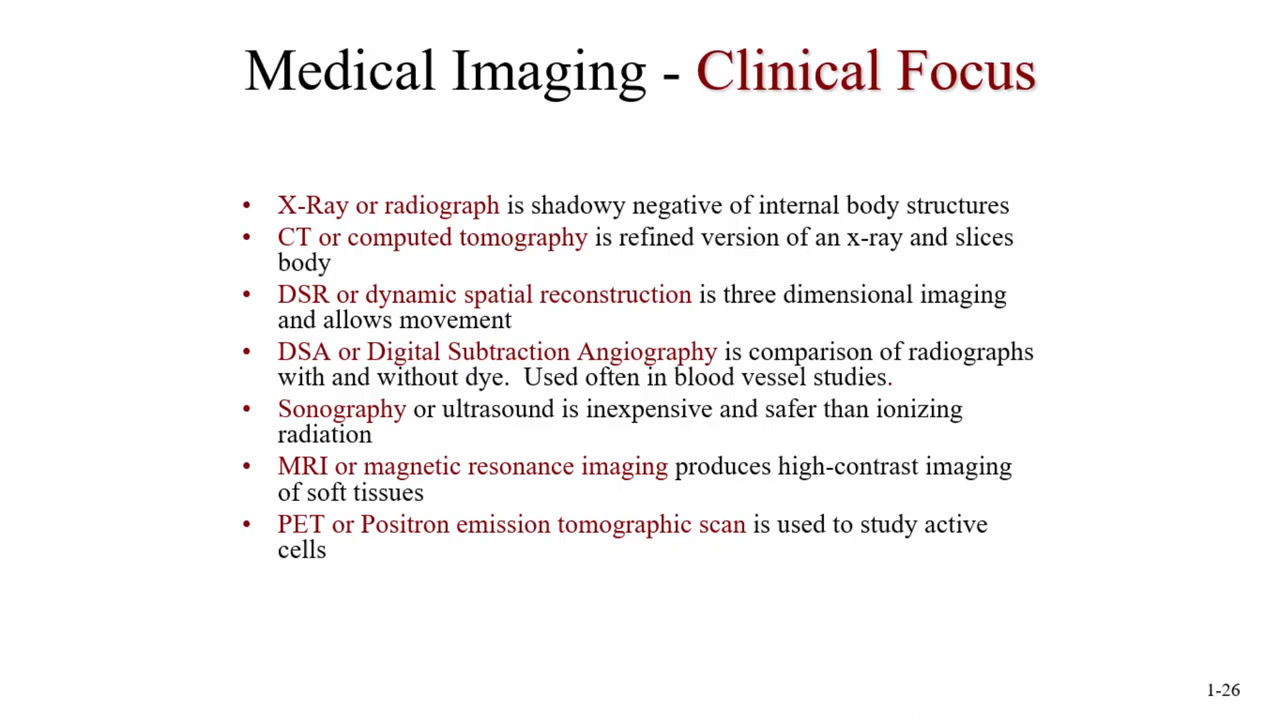 Medical Imaging - Clinical Focus
• X-Ray or radiograph is shadowy negative of internal body structures
• CT or computed tomography is refined version of an x-ray and slices
body
• DSR or dynamic spatial reconstruction is three dimensional imaging
and allows movement
• DSA or Digital Subtraction Angiography is comparison of radiographs
with and without dye.  Used often in blood vessel studies.
• Sonography or ultrasound is inexpensive and safer than ionizing
radiation
• MRI or magnetic resonance imaging produces high-contrast imaging
of soft tissues
• PET or Positron emission tomographic scan is used to study active
cells
1-26